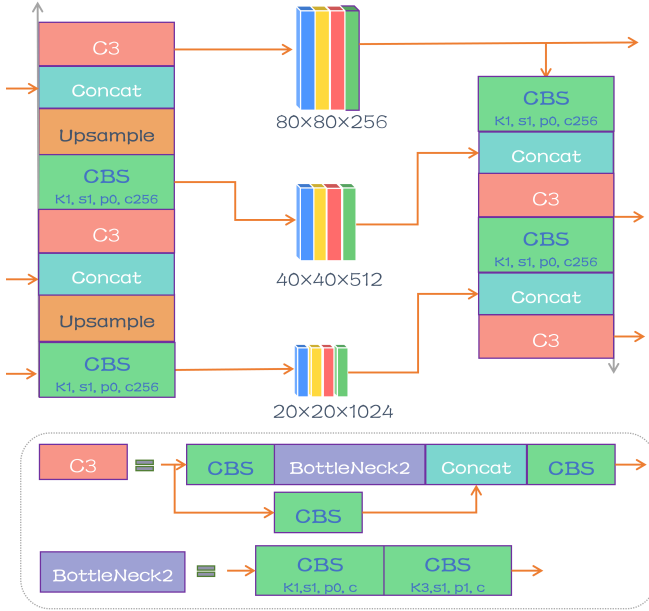 C3
Concat
Upsample
CBS
K1, s1, p0, c256
C3
Concat
Upsample
CBS
K1, s1, p0, c256
80×80×256
40×40×512
20×20×1024
CBS
K1, s1, p0, c256
Concat
C3
CBS
K1, s1, p0, c256
Concat
C3
C3
CBS
BottleNeck2
Concat
CBS
CBS
BottleNeck2
CBS
K1,s1, p0, c
CBS
K3,s1, p1, c